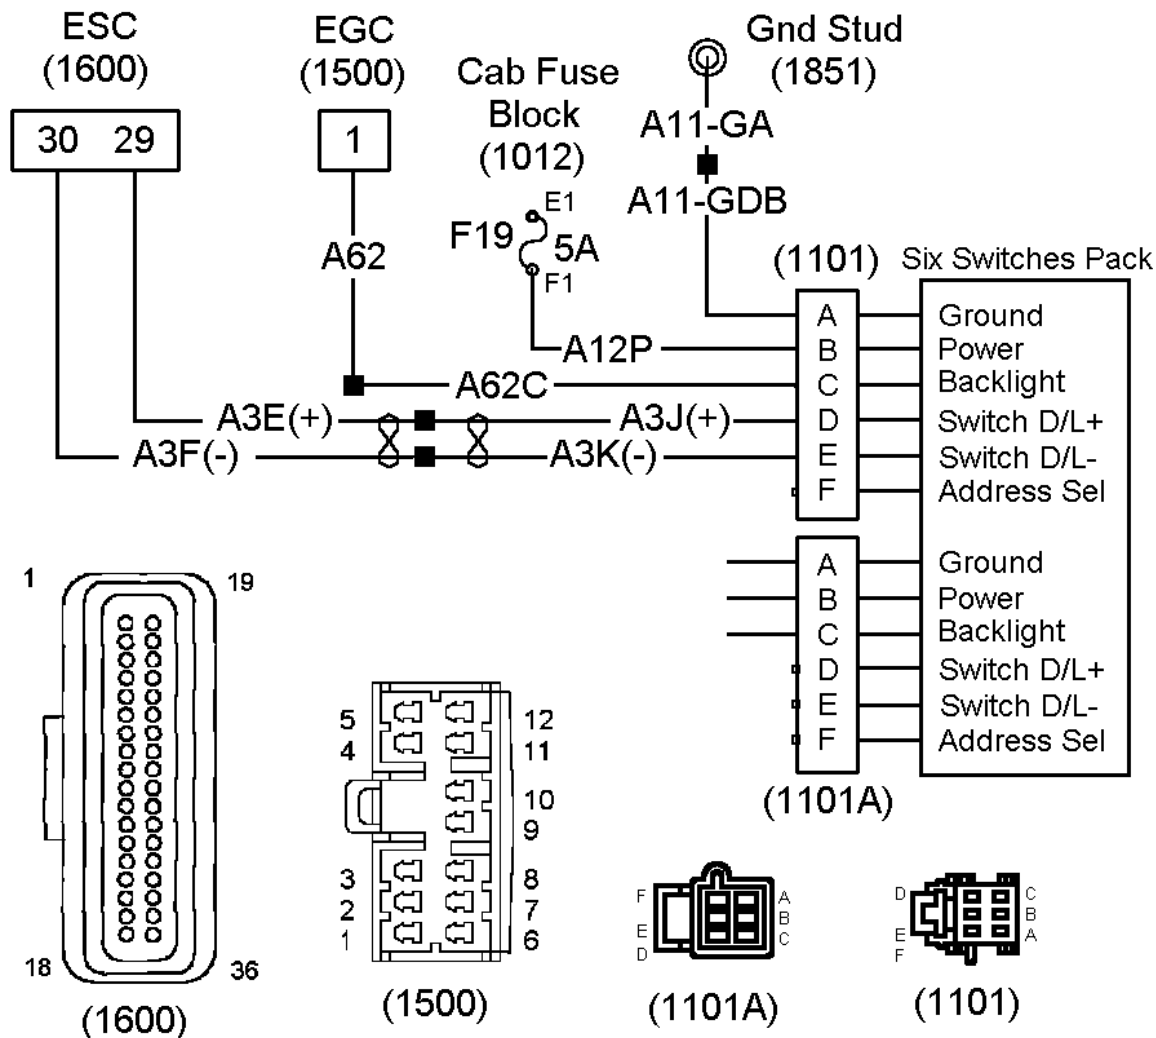 ESC
(1600)
EGC
(1500)
Cab Fuse
Block
(1012)
Gnd Stud
(1851)
30 29
1
A11-GA
A11-GDB
E1
F19
5A
F1
A62
(1101)
Six Switches Pack
A Ground
A12P B Power
A62C C Backlight
A3E(+) A3J(+) D Switch D/L+
A3F(-) A3K(-) E Switch D/L-
F Address Sel
A Ground
B Power
C Backlight
D Switch D/L+
E Switch D/L-
F Address Sel
(1101A)
1 19
18 36
(1600)
5 12
4 11
10
9
3 8
2 7
1 6
(1500)
F A
B
E C
D
(1101A)
D C
B
E A
F
(1101)